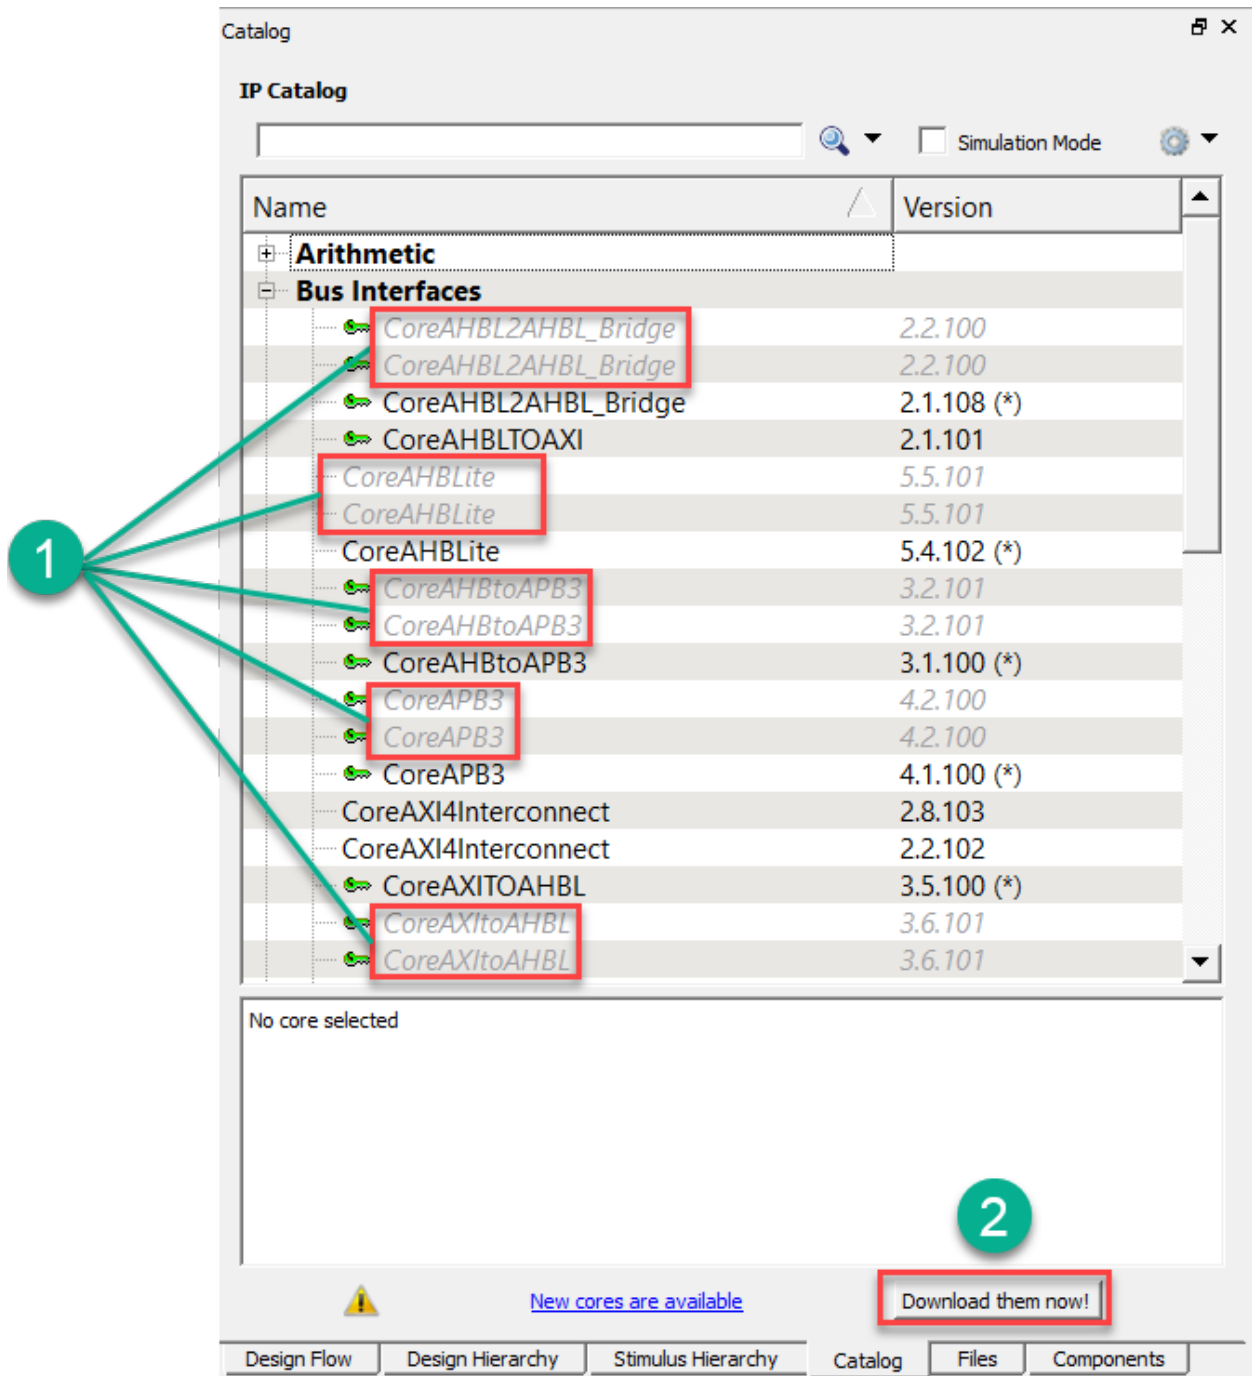 Catalog
IP Catalog
Simulation Mode
Name Version
Arithmetic
Bus Interfaces
CoreAHBL2AHBL_Bridge 2.2.100
CoreAHBL2AHBL_Bridge 2.2.100
CoreAHBL2AHBL_Bridge 2.1.108 (*)
CoreAHBLTOAXI 2.1.101
CoreAHBLite 5.5.101
CoreAHBLite 5.5.101
1
CoreAHBLite 5.4.102 (*)
CoreAHBtoAPB3 3.2.101
CoreAHBtoAPB3 3.2.101
CoreAHBtoAPB3 3.1.100 (*)
CoreAPB3 4.2.100
CoreAPB3 4.2.100
CoreAPB3 4.1.100 (*)
CoreAXI4Interconnect 2.8.103
CoreAXI4Interconnect 2.2.102
CoreAXITOAHBL 3.5.100 (*)
CoreAXItoAHBL 3.6.101
CoreAXItoAHBL 3.6.101
No core selected
2
New cores are available Download them now!
Design Flow Design Hierarchy Stimulus Hierarchy Catalog Files Components